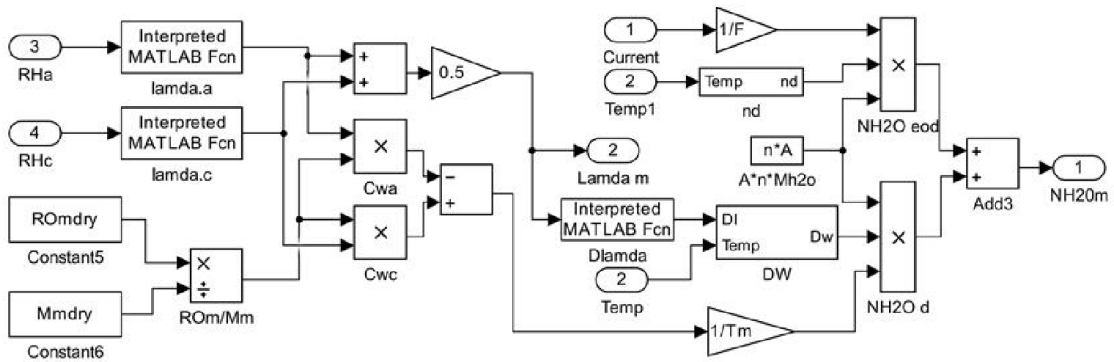 3
RHa
Interpreted
MATLAB Fcn
lamda.a
4
RHc
Interpreted
MATLAB Fcn
lamda.c
ROmdry
Constant5
Mmdry
Constant6
×
÷
ROm/Mm
+
+
0.5
×
Cwa
×
Cwc
−
+
2
Lamda m
Interpreted
MATLAB Fcn
Dlamda
2
Temp
1
Current
1/F
2
Temp1
Temp nd
nd
n*A
A*n*Mh2o
×
NH2O eod
DI
Temp
Dw
DW
×
NH2O d
1/Tm
+
+
Add3
1
NH20m